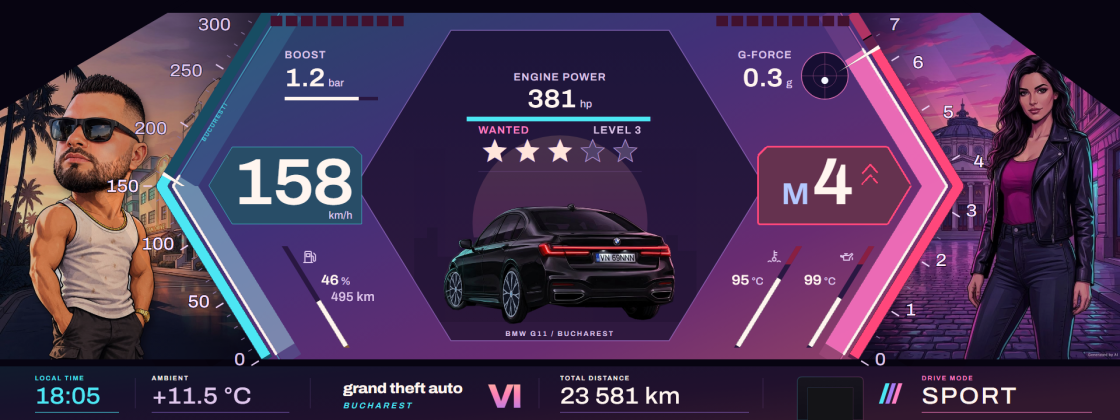 300
250
200
150
100
50
0
BUCUREȘTI
BOOST
1.2 bar
158
km/h
46 %
495 km
ENGINE POWER
381 hp
WANTED LEVEL 3
VN 69NNN
BMW G11 / BUCHAREST
G-FORCE
0.3 g
M4
95 °C
99 °C
7
6
5
4
3
2
1
0
LOCAL TIME
18:05
AMBIENT
+11.5 °C
grand theft auto
BUCHAREST
VI
TOTAL DISTANCE
23 581 km
DRIVE MODE
SPORT